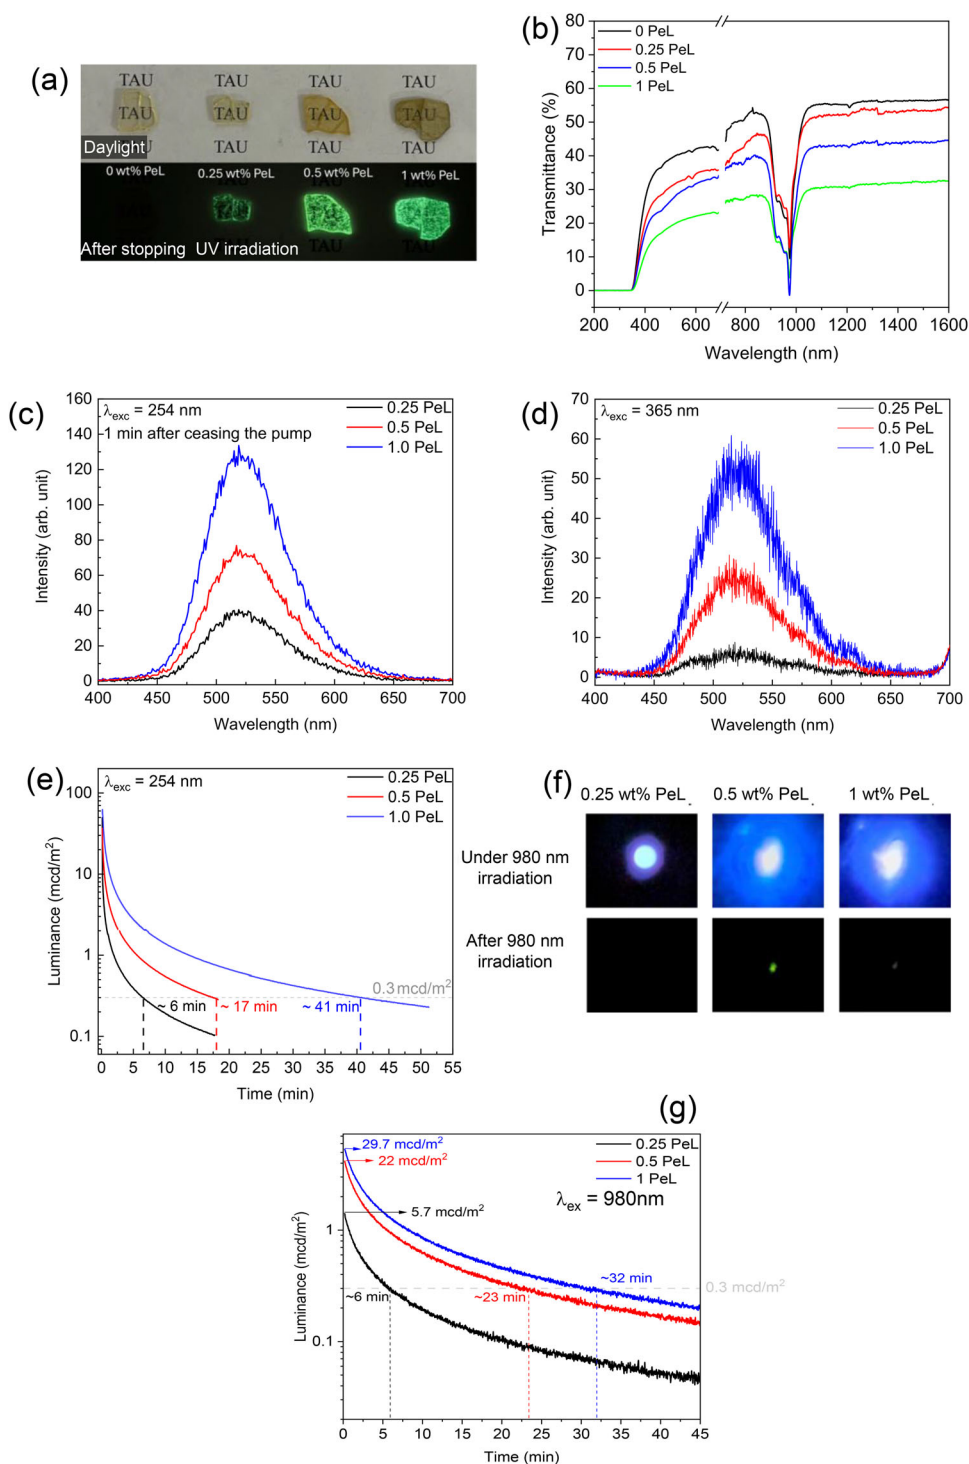 (a)
TAU TAU TAU TAU
TAU TAU TAU TAU
Daylight TAU TAU TAU
0 wt% PeL 0.25 wt% PeL 0.5 wt% PeL 1 wt% PeL
After stopping UV irradiation
(b)
0 PeL
0.25 PeL
0.5 PeL
1 PeL
Transmittance (%)
80
70
60
50
40
30
20
10
0
200 400 600 800 1000 1200 1400 1600
Wavelength (nm)
(c)
λexc = 254 nm
1 min after ceasing the pump
0.25 PeL
0.5 PeL
1.0 PeL
Intensity (arb. unit)
160
140
120
100
80
60
40
20
0
400 450 500 550 600 650 700
Wavelength (nm)
(d)
λexc = 365 nm
0.25 PeL
0.5 PeL
1.0 PeL
Intensity (arb. unit)
70
60
50
40
30
20
10
0
400 450 500 550 600 650 700
Wavelength (nm)
(e)
λexc = 254 nm
0.25 PeL
0.5 PeL
1.0 PeL
Luminance (mcd/m²)
100
10
1
0.1
0.3 mcd/m²
~ 6 min ~ 17 min ~ 41 min
0 5 10 15 20 25 30 35 40 45 50 55
Time (min)
(f)
0.25 wt% PeL 0.5 wt% PeL 1 wt% PeL
Under 980 nm
irradiation
After 980 nm
irradiation
(g)
29.7 mcd/m²
22 mcd/m²
5.7 mcd/m²
0.25 PeL
0.5 PeL
1 PeL
λex = 980nm
Luminance (mcd/m²)
1
0.1
0.3 mcd/m²
~6 min ~23 min ~32 min
0 5 10 15 20 25 30 35 40 45
Time (min)